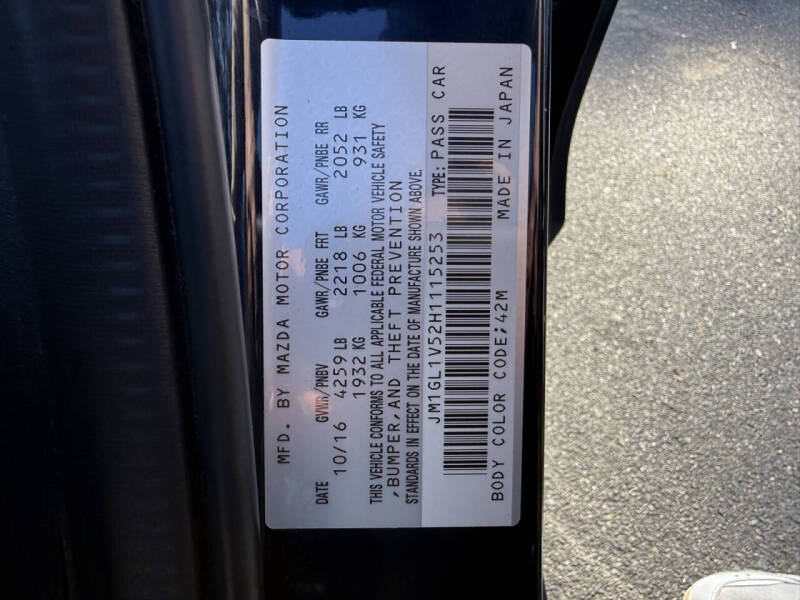 MFD. BY MAZDA MOTOR CORPORATION
DATE GVWR/PNBV GAWR/PNBE FRT GAWR/PNBE RR
10/16 4259 LB 2218 LB 2052 LB
1932 KG 1006 KG 931 KG
THIS VEHICLE CONFORMS TO ALL APPLICABLE FEDERAL MOTOR VEHICLE SAFETY
,BUMPER,AND THEFT PREVENTION
STANDARDS IN EFFECT ON THE DATE OF MANUFACTURE SHOWN ABOVE.
JM1GL1V52H1115253 TYPE: PASS CAR
BODY COLOR CODE;42M MADE IN JAPAN